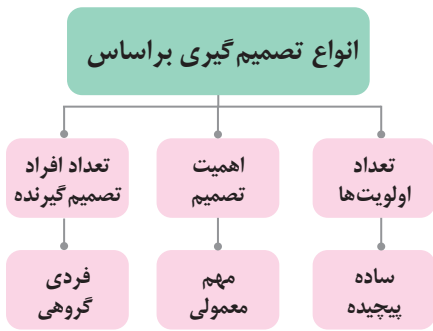 انواع تصمیم‌گیری براساس
تعداد
اولویت‌ها
اهمیت
تصمیم
تعداد افراد
تصمیم‌گیرنده
ساده
پیچیده
مهم
معمولی
فردی
گروهی